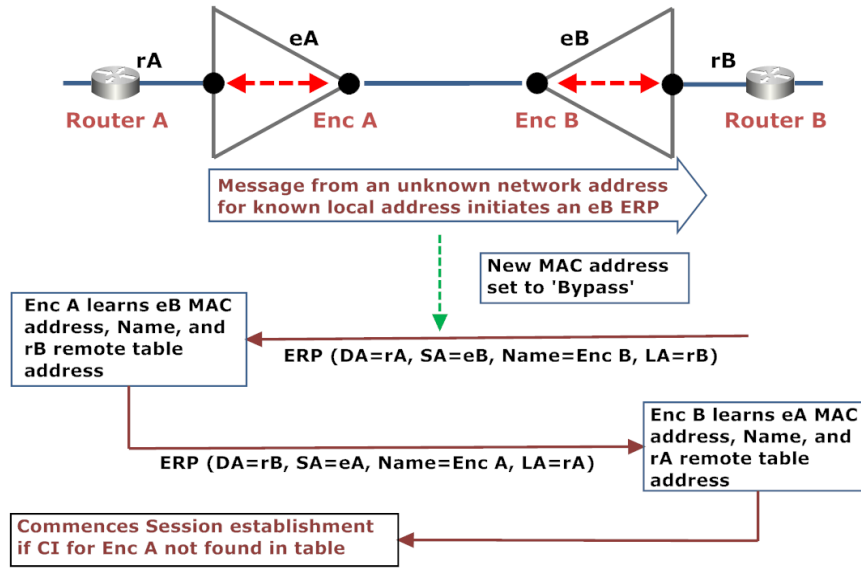 eA
eB
rA
rB
Router A
Enc A
Enc B
Router B
Message from an unknown network address
for known local address initiates an eB ERP
New MAC address
set to 'Bypass'
Enc A learns eB MAC
address, Name, and
rB remote table
address
ERP (DA=rA, SA=eB, Name=Enc B, LA=rB)
Enc B learns eA MAC
address, Name, and
rA remote table
address
ERP (DA=rB, SA=eA, Name=Enc A, LA=rA)
Commences Session establishment
if CI for Enc A not found in table